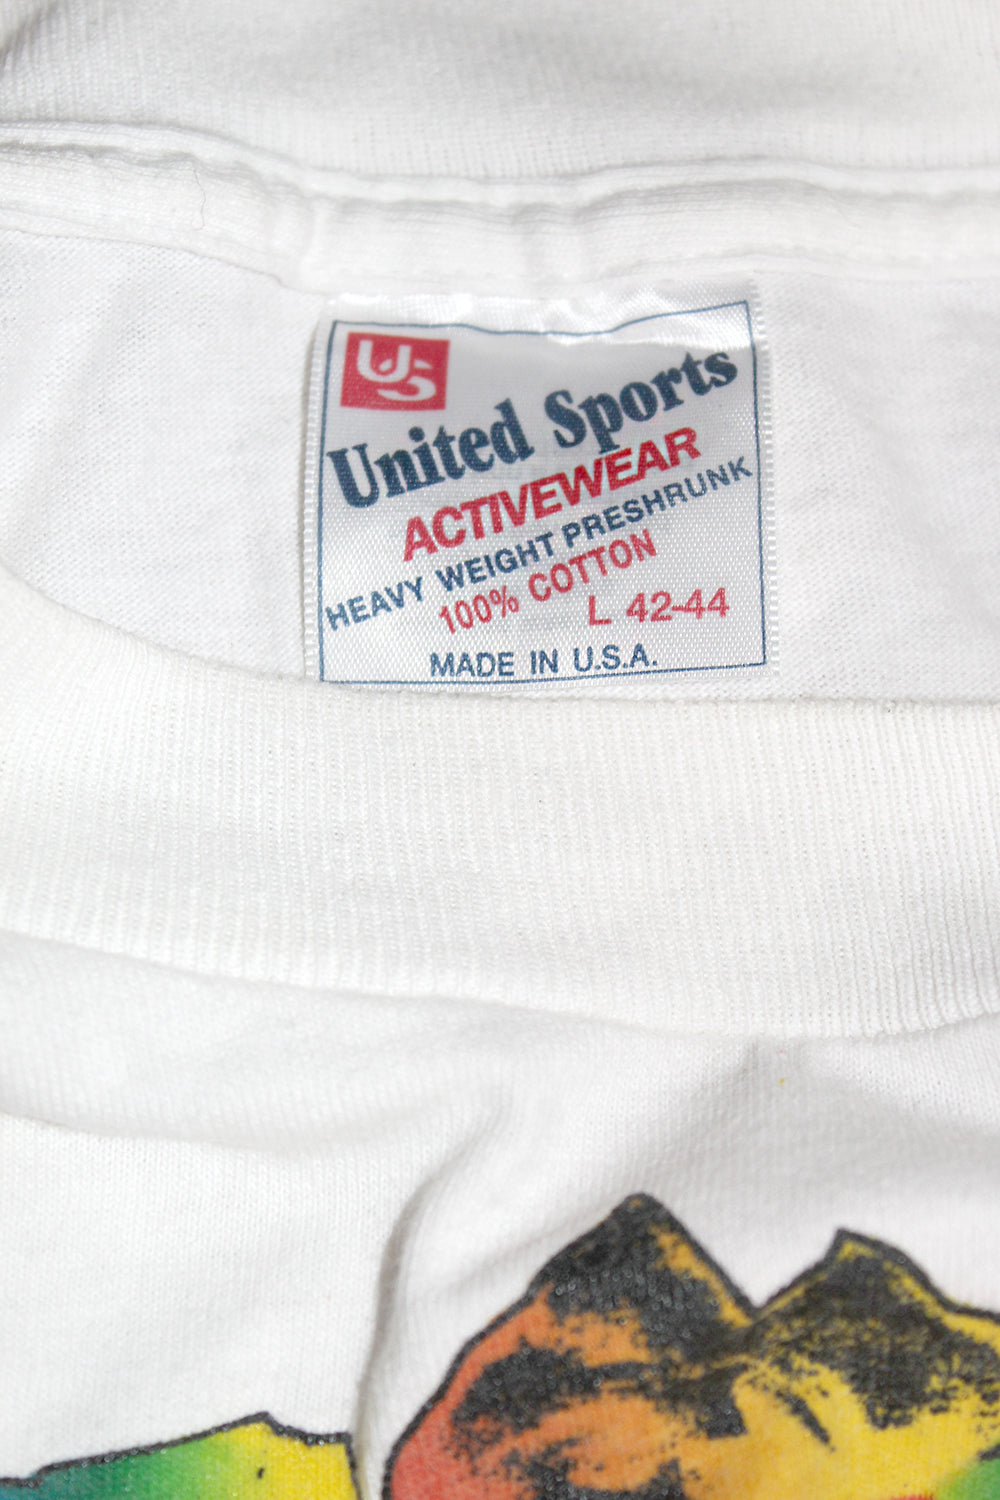 US
United Sports
ACTIVEWEAR
HEAVY WEIGHT PRESHRUNK
100% COTTON
L 42-44
MADE IN U.S.A.